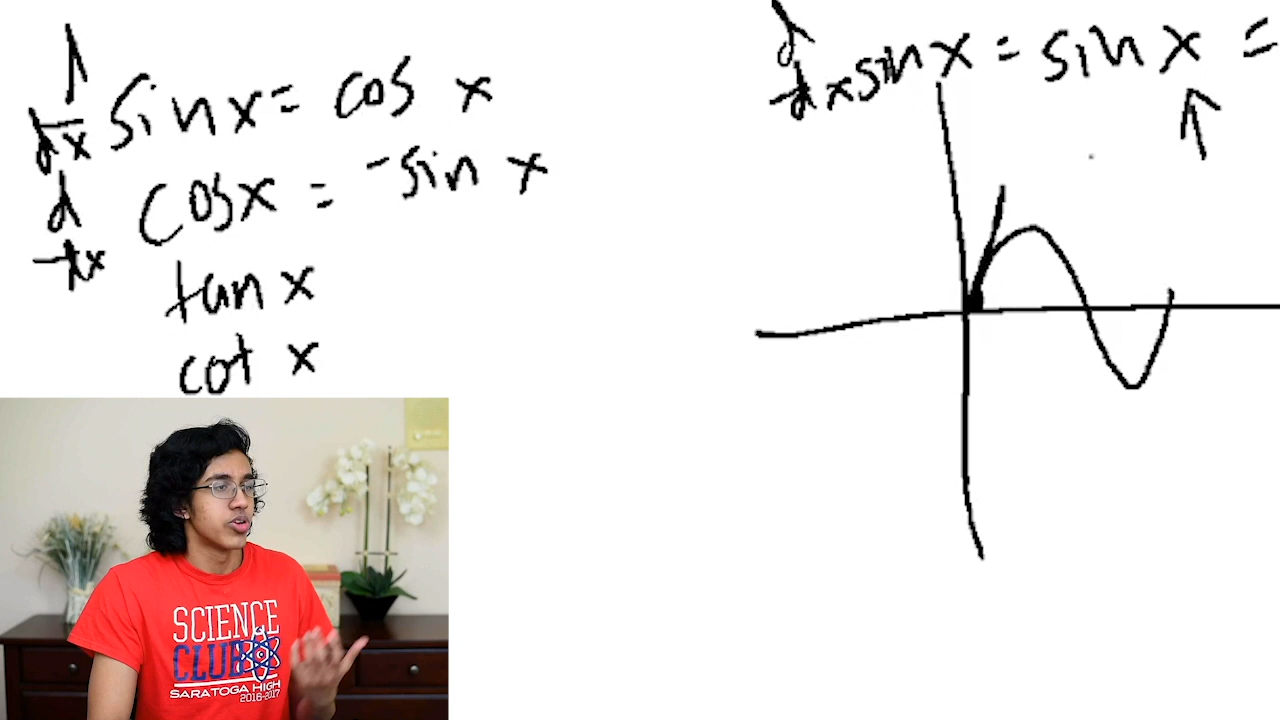 d/dx sin x = cos x
d/dx cos x = -sin x
tan x
cot x
d/dx sin x = sin x =
SCIENCE
CLUB
SARATOGA HIGH
2016-2017